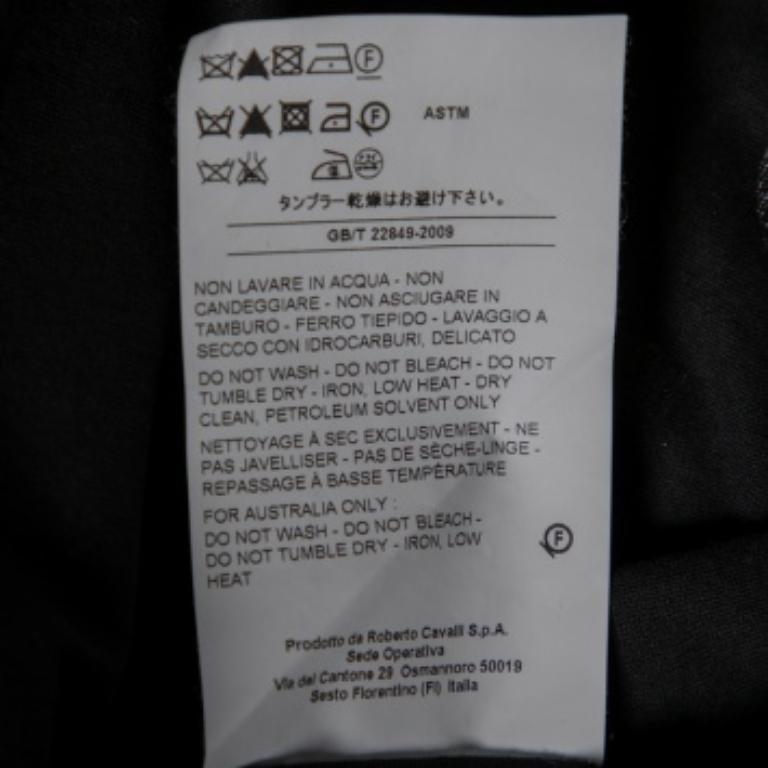 F
F ASTM
タンブラー乾燥はお避け下さい。
GB/T 22849-2009
NON LAVARE IN ACQUA - NON
CANDEGGIARE - NON ASCIUGARE IN
TAMBURO - FERRO TIEPIDO - LAVAGGIO A
SECCO CON IDROCARBURI, DELICATO
DO NOT WASH - DO NOT BLEACH - DO NOT
TUMBLE DRY - IRON, LOW HEAT - DRY
CLEAN, PETROLEUM SOLVENT ONLY
NETTOYAGE À SEC EXCLUSIVEMENT - NE
PAS JAVELLISER - PAS DE SÈCHE-LINGE -
REPASSAGE À BASSE TEMPÉRATURE
FOR AUSTRALIA ONLY :
DO NOT WASH - DO NOT BLEACH -
DO NOT TUMBLE DRY - IRON, LOW
HEAT
F
Prodotto da Roberto Cavalli S.p.A.
Sede Operativa
Via del Cantone 29 Osmannoro 50019
Sesto Fiorentino (FI) Italia